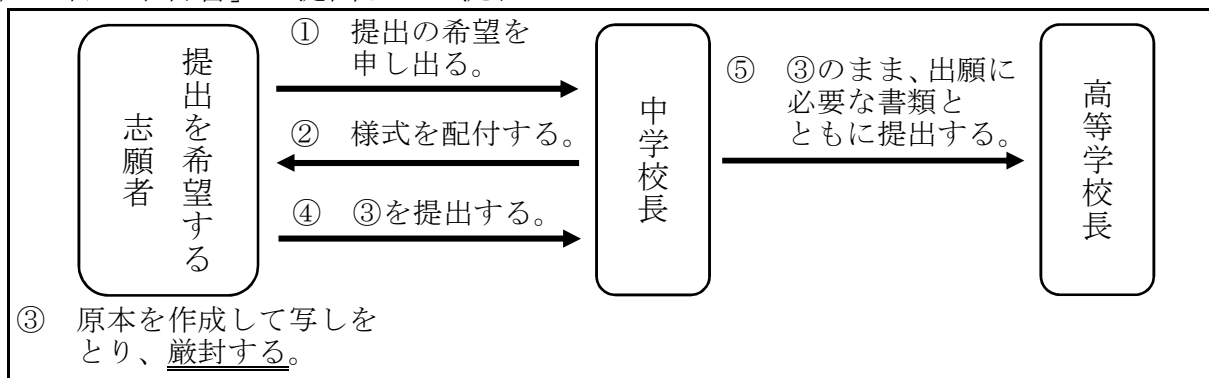 提出を希望する
志願者
① 提出の希望を
申し出る。
② 様式を配付する。
④ ③を提出する。
③ 原本を作成して写しを
とり、厳封する。
中学校長
⑤ ③のまま、出願に
必要な書類と
ともに提出する。
高等学校長